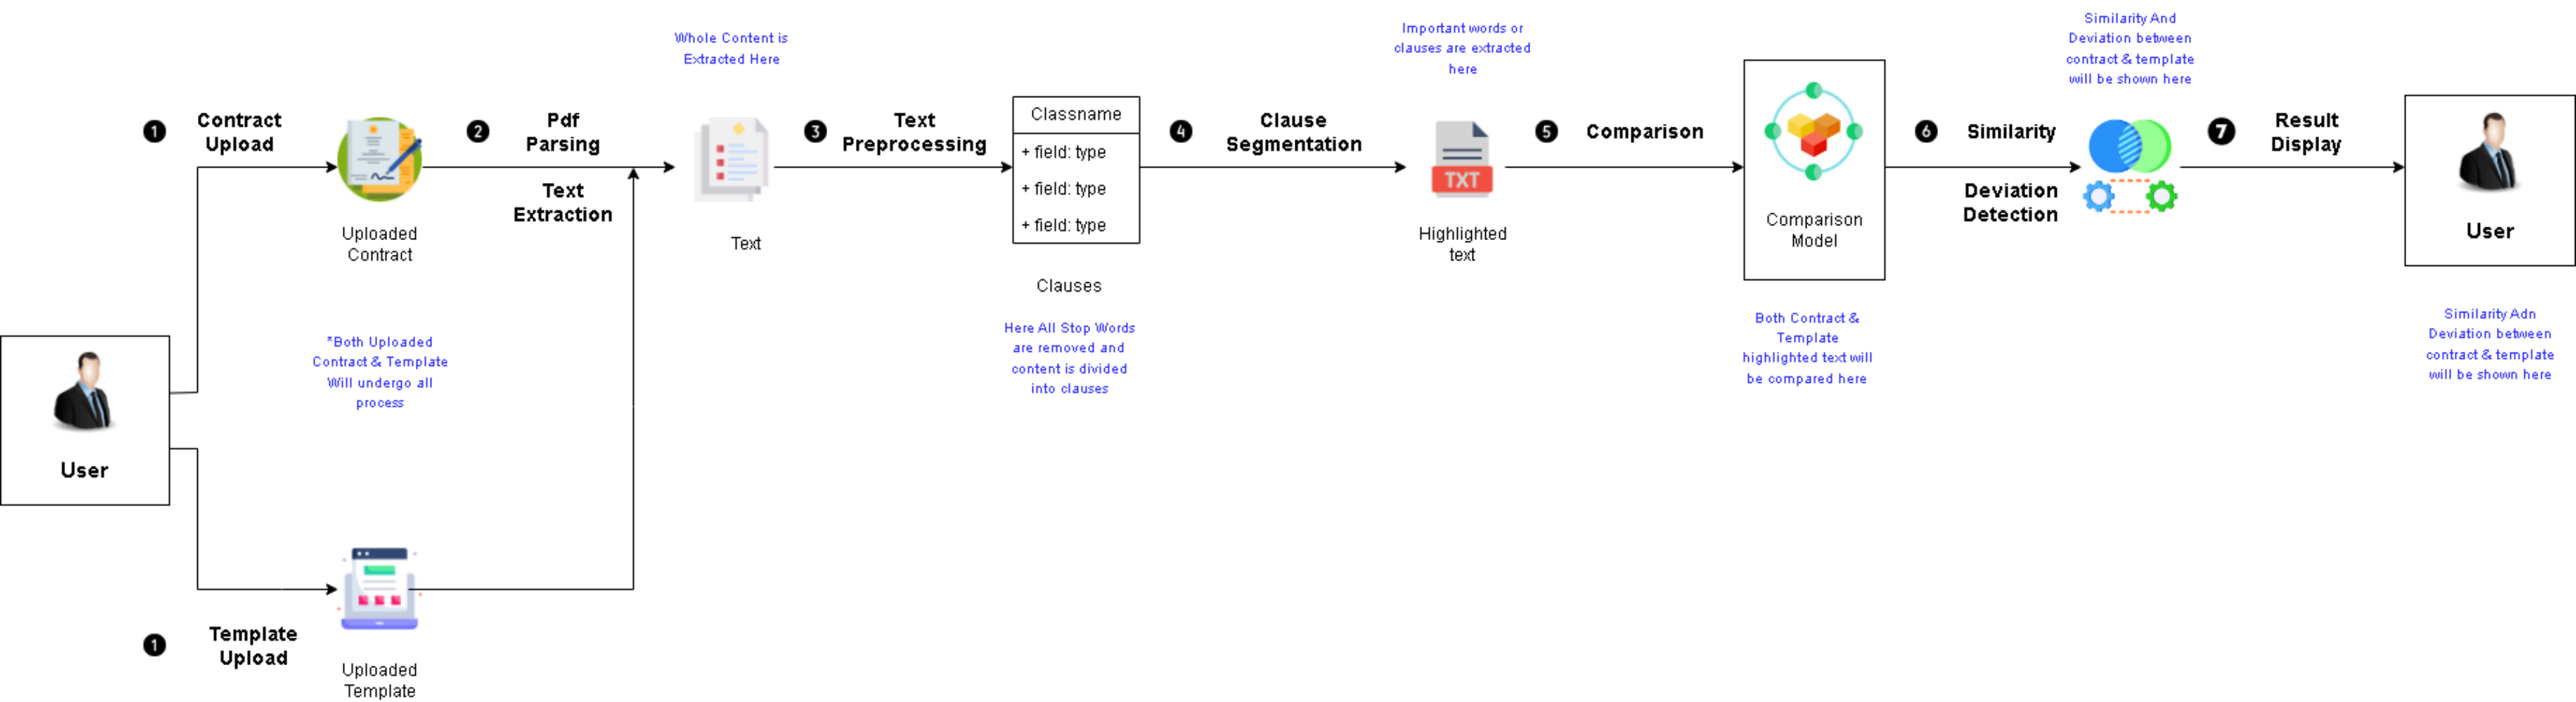 1
Contract
Upload
Uploaded
Contract
*Both Uploaded
Contract & Template
Will undergo all
process
User
1
Template
Upload
Uploaded
Template
2
Pdf
Parsing
Text
Extraction
Whole Content is
Extracted Here
Text
3
Text
Preprocessing
Classname
+ field: type
+ field: type
+ field: type
Clauses
Here All Stop Words
are removed and
content is divided
into clauses
4
Clause
Segmentation
Important words or
clauses are extracted
here
TXT
Highlighted
text
5
Comparison
Comparison
Model
Both Contract &
Template
highlighted text will
be compared here
6
Similarity
Deviation
Detection
Similarity And
Deviation between
contract & template
will be shown here
7
Result
Display
User
Similarity Adn
Deviation between
contract & template
will be shown here